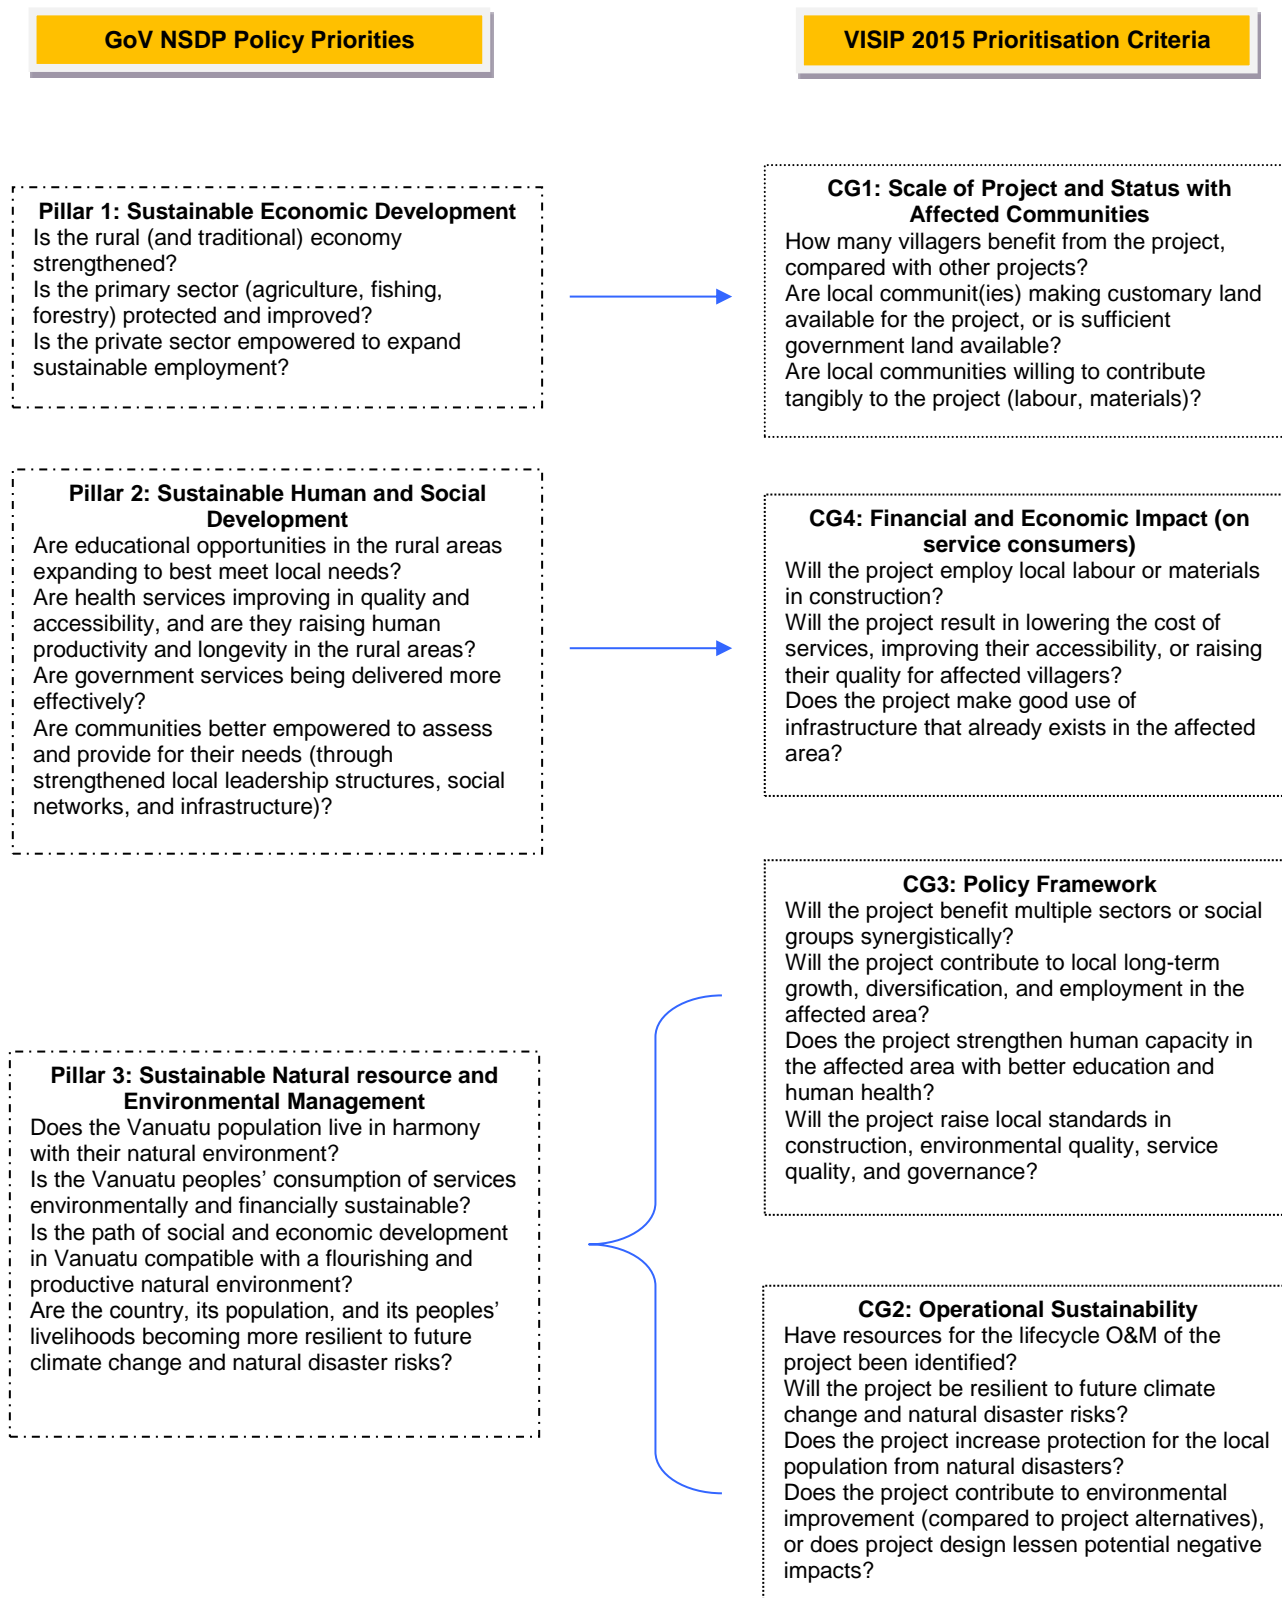 GoV NSDP Policy Priorities
VISIP 2015 Prioritisation Criteria
Pillar 1: Sustainable Economic Development
Is the rural (and traditional) economy
strengthened?
Is the primary sector (agriculture, fishing,
forestry) protected and improved?
Is the private sector empowered to expand
sustainable employment?
CG1: Scale of Project and Status with
Affected Communities
How many villagers benefit from the project,
compared with other projects?
Are local communit(ies) making customary land
available for the project, or is sufficient
government land available?
Are local communities willing to contribute
tangibly to the project (labour, materials)?
Pillar 2: Sustainable Human and Social
Development
Are educational opportunities in the rural areas
expanding to best meet local needs?
Are health services improving in quality and
accessibility, and are they raising human
productivity and longevity in the rural areas?
Are government services being delivered more
effectively?
Are communities better empowered to assess
and provide for their needs (through
strengthened local leadership structures, social
networks, and infrastructure)?
CG4: Financial and Economic Impact (on
service consumers)
Will the project employ local labour or materials
in construction?
Will the project result in lowering the cost of
services, improving their accessibility, or raising
their quality for affected villagers?
Does the project make good use of
infrastructure that already exists in the affected
area?
Pillar 3: Sustainable Natural resource and
Environmental Management
Does the Vanuatu population live in harmony
with their natural environment?
Is the Vanuatu peoples' consumption of services
environmentally and financially sustainable?
Is the path of social and economic development
in Vanuatu compatible with a flourishing and
productive natural environment?
Are the country, its population, and its peoples'
livelihoods becoming more resilient to future
climate change and natural disaster risks?
CG3: Policy Framework
Will the project benefit multiple sectors or social
groups synergistically?
Will the project contribute to local long-term
growth, diversification, and employment in the
affected area?
Does the project strengthen human capacity in
the affected area with better education and
human health?
Will the project raise local standards in
construction, environmental quality, service
quality, and governance?
CG2: Operational Sustainability
Have resources for the lifecycle O&M of the
project been identified?
Will the project be resilient to future climate
change and natural disaster risks?
Does the project increase protection for the local
population from natural disasters?
Does the project contribute to environmental
improvement (compared to project alternatives),
or does project design lessen potential negative
impacts?